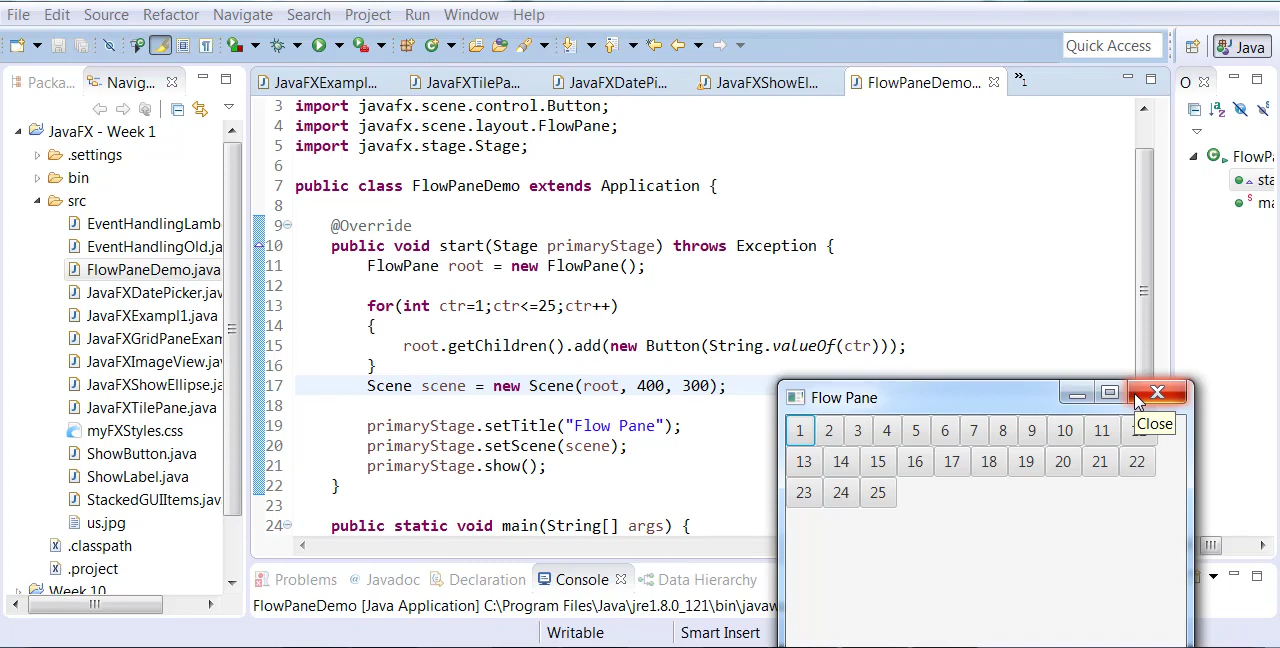 File Edit Source Refactor Navigate Search Project Run Window Help
Quick Access
Java
Packa...
Navig...
JavaFX - Week 1
.settings
bin
src
EventHandlingLamb
EventHandlingOld.ja
FlowPaneDemo.java
JavaFXDatePicker.jav
JavaFXExampl1.java
JavaFXGridPaneExam
JavaFXImageView.jav
JavaFXShowEllipse.ja
JavaFXTilePane.java
myFXStyles.css
ShowButton.java
ShowLabel.java
StackedGUIItems.jav
us.jpg
.classpath
.project
Week 10
JavaFXExampl... JavaFXTilePa... JavaFXDatePi... JavaFXShowEl... FlowPaneDemo... »1
3 import javafx.scene.control.Button;
4 import javafx.scene.layout.FlowPane;
5 import javafx.stage.Stage;
6
7 public class FlowPaneDemo extends Application {
8
9 @Override
10 public void start(Stage primaryStage) throws Exception {
11 FlowPane root = new FlowPane();
12
13 for(int ctr=1;ctr<=25;ctr++)
14 {
15 root.getChildren().add(new Button(String.valueOf(ctr)));
16 }
17 Scene scene = new Scene(root, 400, 300);
18
19 primaryStage.setTitle("Flow Pane");
20 primaryStage.setScene(scene);
21 primaryStage.show();
22 }
23
24 public static void main(String[] args) {
O
FlowPa
sta
ma
Problems @ Javadoc Declaration Console Data Hierarchy
FlowPaneDemo [Java Application] C:\Program Files\Java\jre1.8.0_121\bin\javaw
Writable Smart Insert
Flow Pane
Close
1 2 3 4 5 6 7 8 9 10 11
13 14 15 16 17 18 19 20 21 22
23 24 25